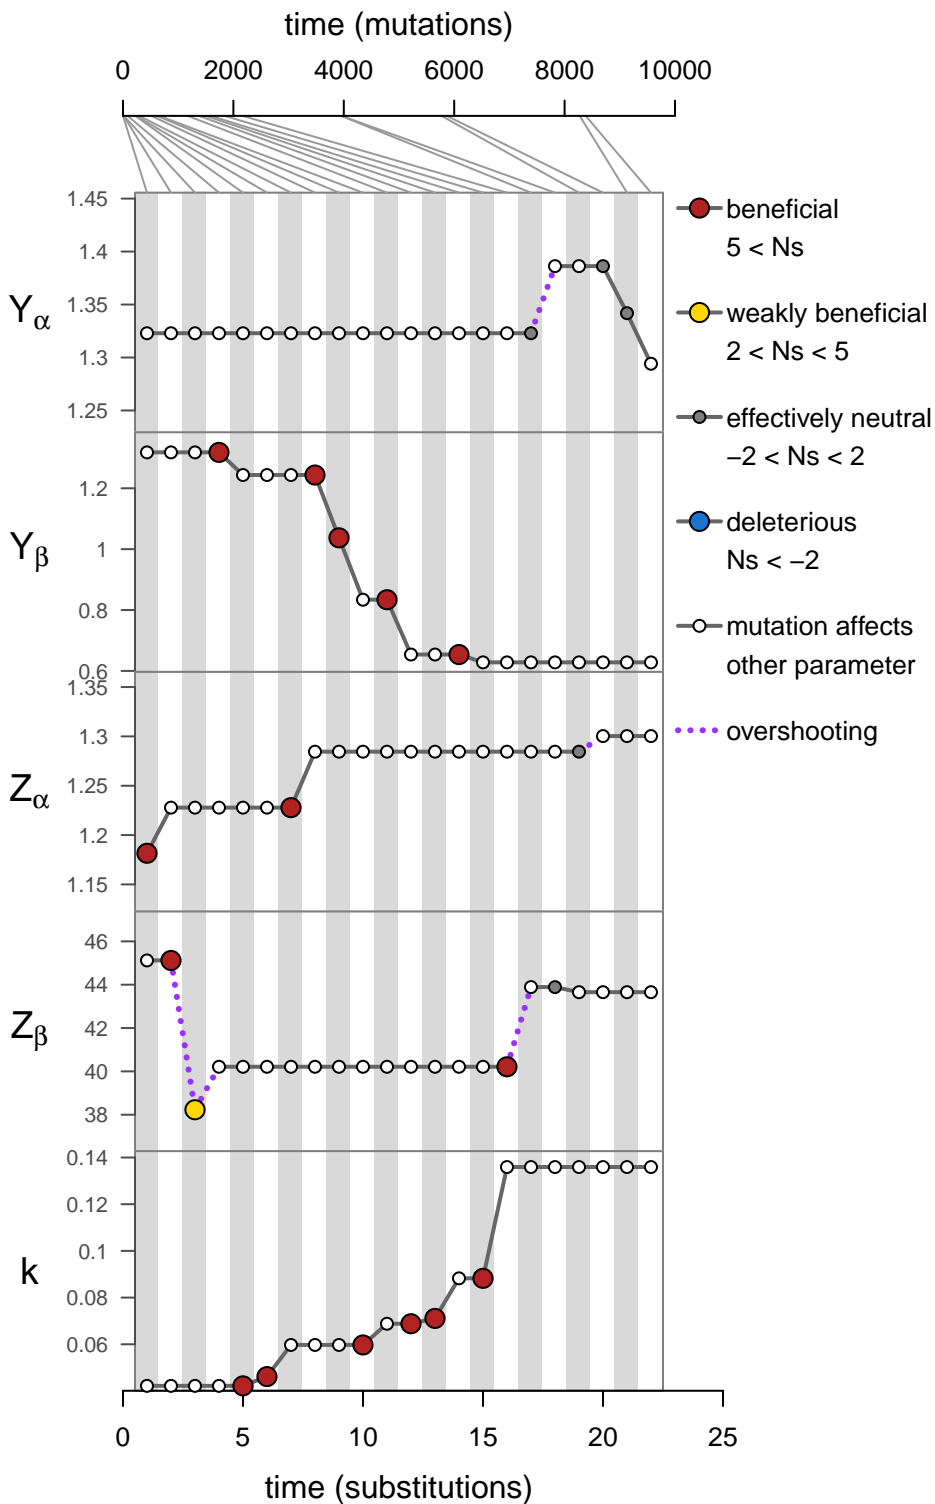 time (mutations)
0 2000 4000 6000 8000 10000
1.45
1.4
1.35
1.3
1.25
Yα
1.2
1
0.8
0.6
Yβ
1.35
1.3
1.25
1.2
1.15
Zα
46
44
42
40
38
Zβ
0.14
0.12
0.1
0.08
0.06
k
0 5 10 15 20 25
time (substitutions)
beneficial
5 < Ns
weakly beneficial
2 < Ns < 5
effectively neutral
−2 < Ns < 2
deleterious
Ns < −2
mutation affects
other parameter
overshooting